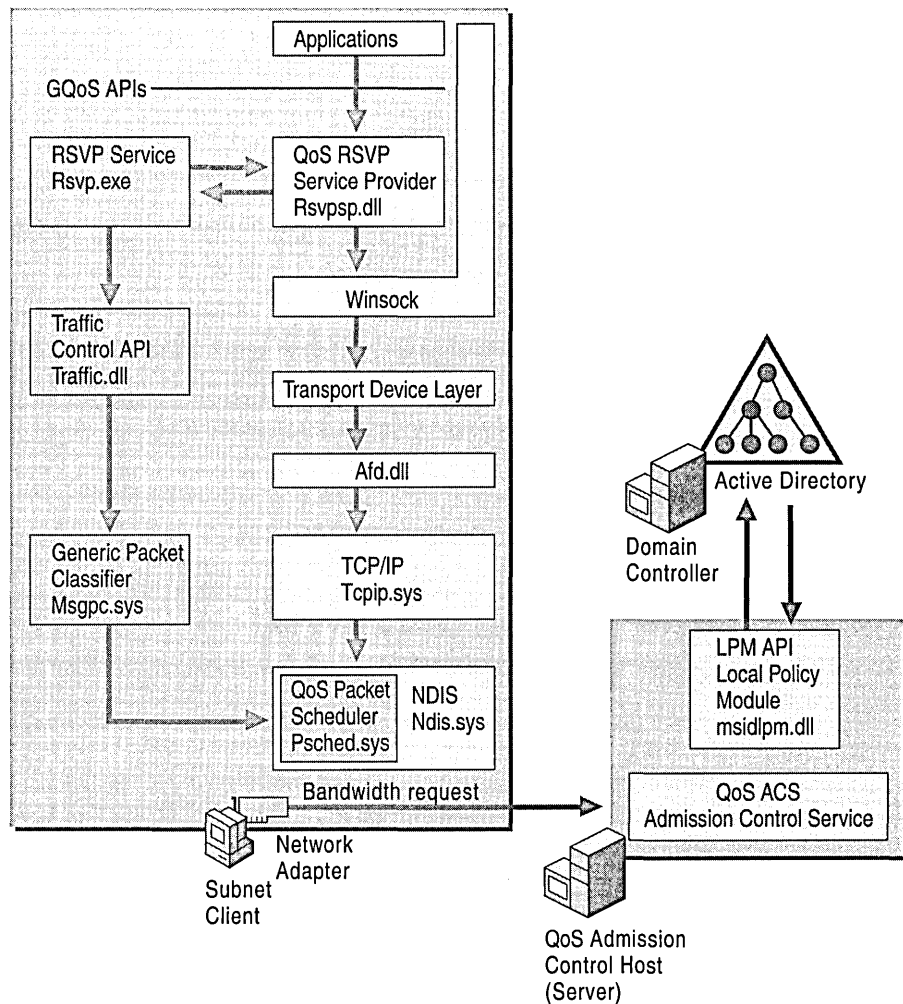 Applications
GQoS APIs
RSVP Service
Rsvp.exe
QoS RSVP
Service Provider
Rsvpsp.dll
Winsock
Traffic
Control API
Traffic.dll
Transport Device Layer
Afd.dll
Generic Packet
Classifier
Msgpc.sys
TCP/IP
Tcpip.sys
QoS Packet
Scheduler
Psched.sys
NDIS
Ndis.sys
Bandwidth request
Network
Adapter
Subnet
Client
Active Directory
Domain
Controller
LPM API
Local Policy
Module
msidlpm.dll
QoS ACS
Admission Control Service
QoS Admission
Control Host
(Server)